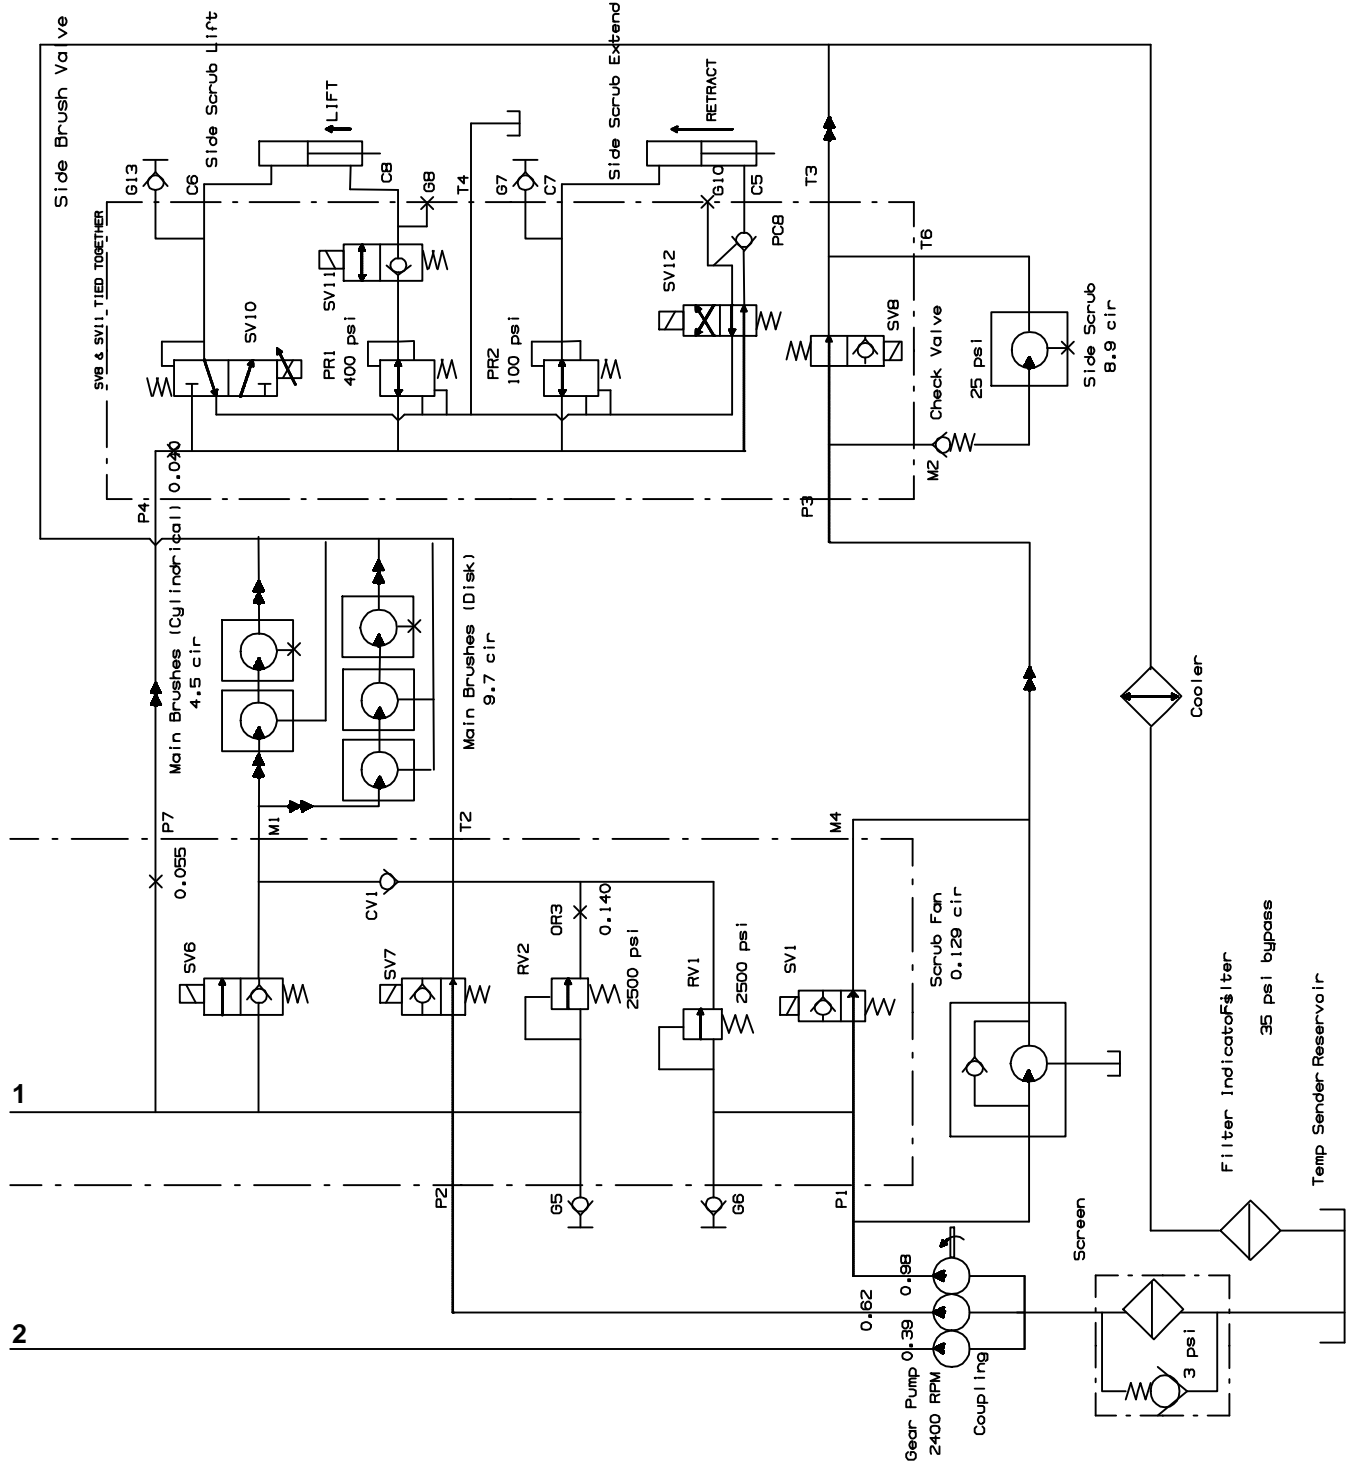 Side Brush Valve
Side Scrub Lift
Side Scrub Extend
SV8 & SV11 TIED TOGETHER
G13
C6
LIFT
C8
G8
T4
G7
C7
RETRACT
G10
C5
T3
SV10
SV11
PR1
400 psi
PR2
100 psi
SV12
PC8
T6
SV8
Check Valve
25 psi
Side Scrub
8.9 cir
M2
P4
0.040
P3
Main Brushes (Cylindrical)
4.5 cir
Main Brushes (Disk)
9.7 cir
Cooler
P7
M1
T2
M4
0.055
CV1
OR3
0.140
SV6
SV7
RV2
2500 psi
RV1
2500 psi
SV1
Scrub Fan
0.129 cir
Filter Indicator
Filter
35 psi bypass
Temp Sender Reservoir
1
P2
G5
G6
P1
Screen
2
0.62
0.98
Gear Pump 0.39
2400 RPM
Coupling
3 psi